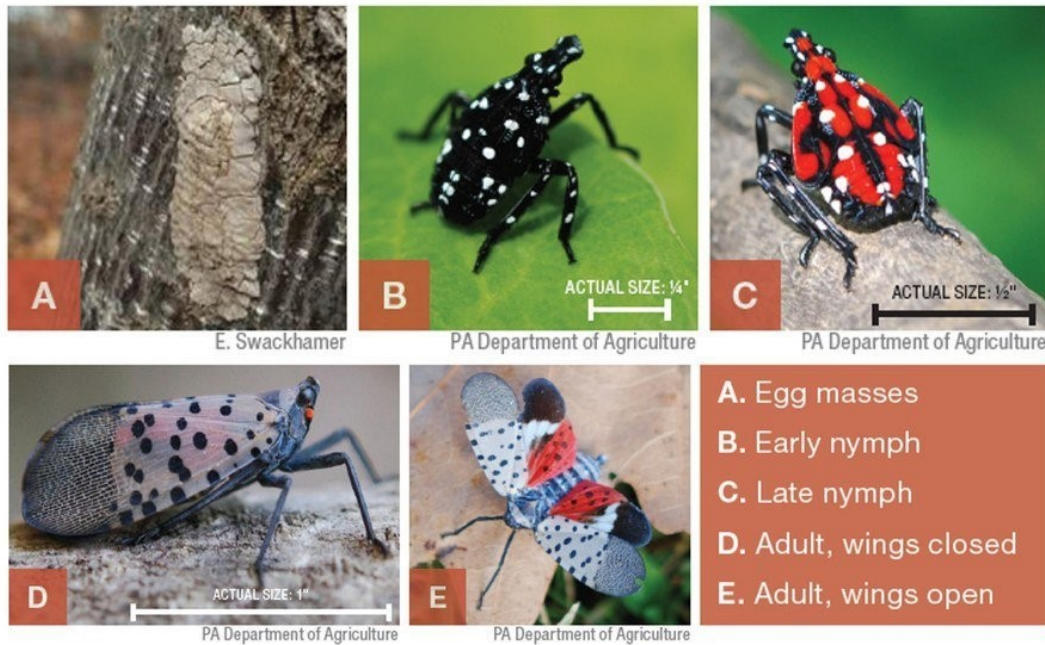 A
E. Swackhamer
B
ACTUAL SIZE: ¼"
PA Department of Agriculture
C
ACTUAL SIZE: ½"
PA Department of Agriculture
D
ACTUAL SIZE: 1"
PA Department of Agriculture
E
PA Department of Agriculture
A. Egg masses
B. Early nymph
C. Late nymph
D. Adult, wings closed
E. Adult, wings open